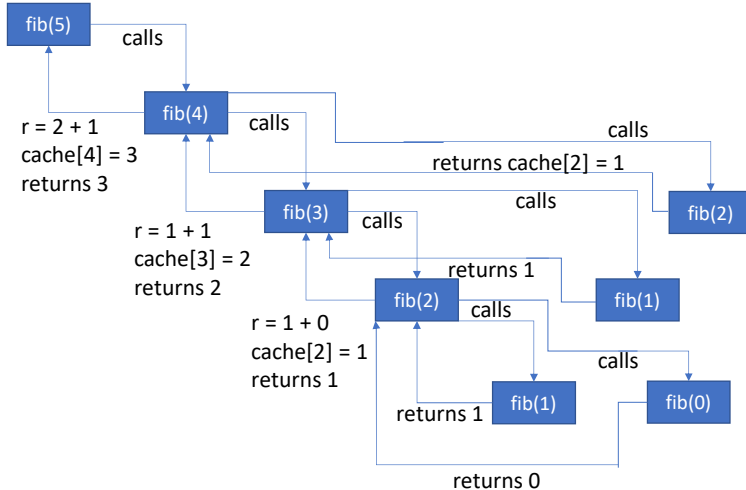 fib(5)
calls
fib(4)
r = 2 + 1
cache[4] = 3
returns 3
calls
calls
returns cache[2] = 1
fib(2)
fib(3)
r = 1 + 1
cache[3] = 2
returns 2
calls
calls
returns 1
fib(1)
fib(2)
r = 1 + 0
cache[2] = 1
returns 1
calls
calls
returns 1
fib(1)
fib(0)
returns 0